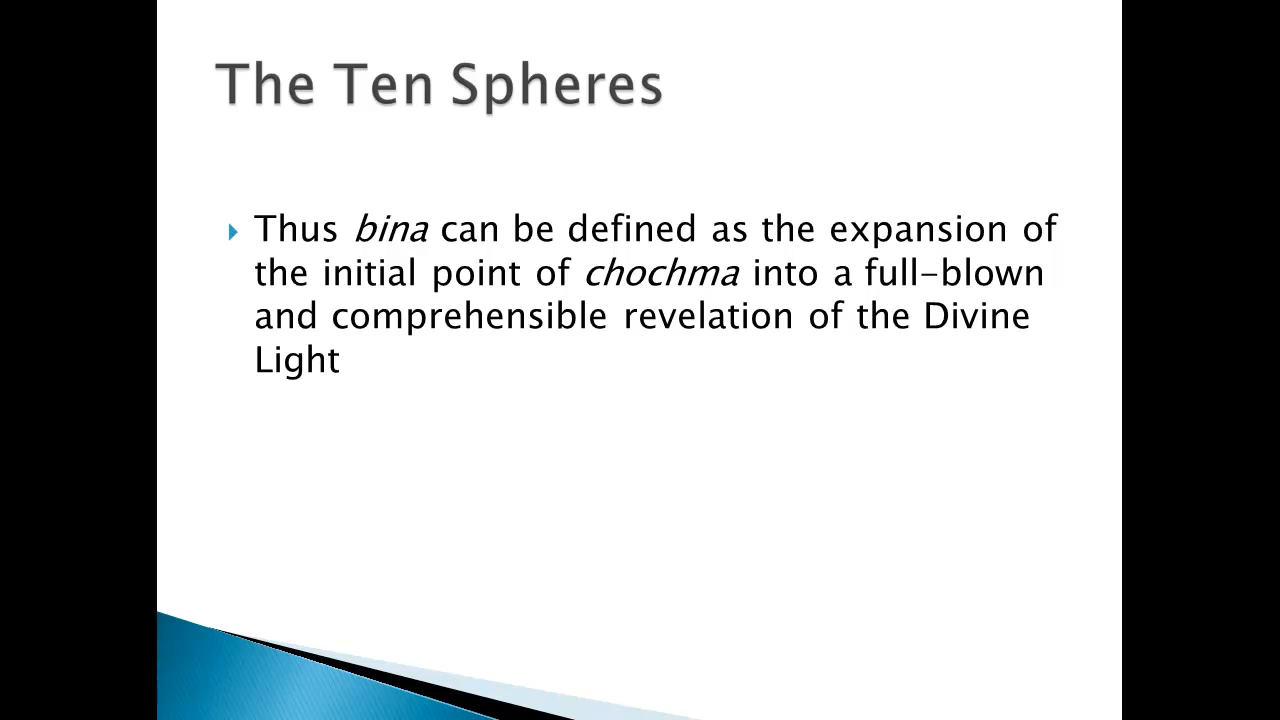 The Ten Spheres
Thus bina can be defined as the expansion of
the initial point of chochma into a full-blown
and comprehensible revelation of the Divine
Light